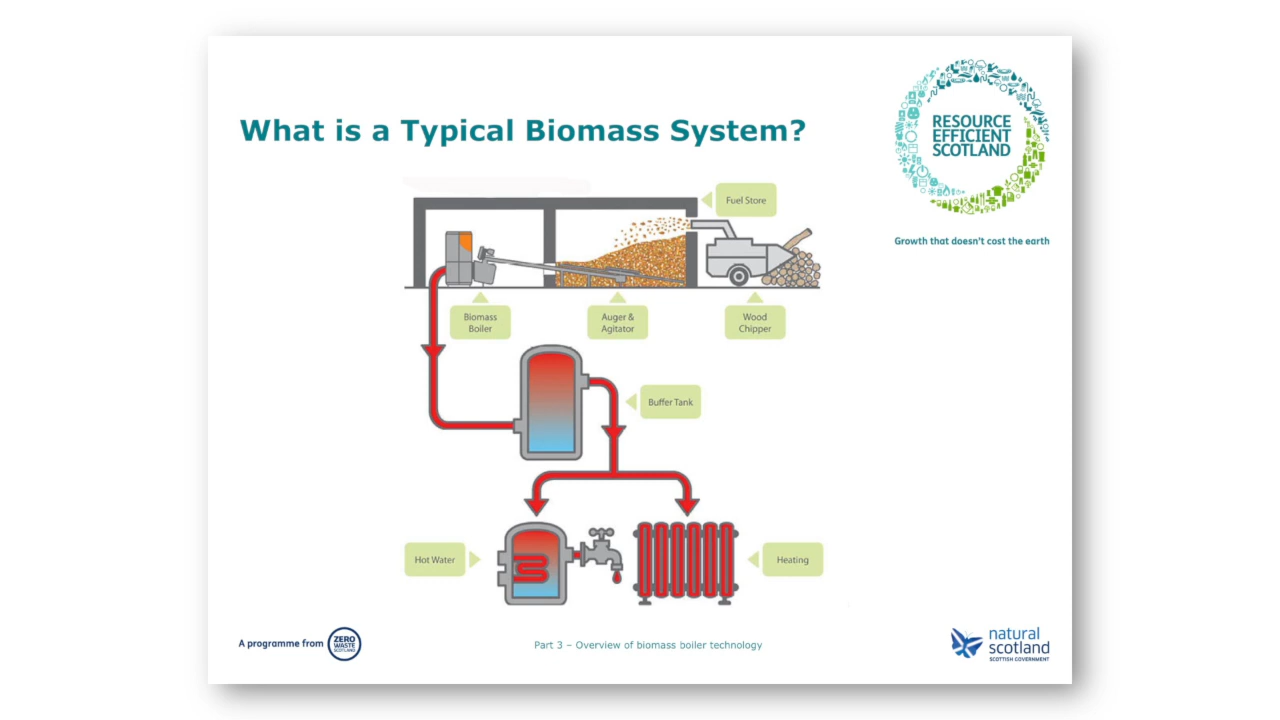 What is a Typical Biomass System?
RESOURCE
EFFICIENT
SCOTLAND
Growth that doesn't cost the earth
Fuel Store
Biomass
Boiler
Auger &
Agitator
Wood
Chipper
Buffer Tank
Hot Water
Heating
A programme from
ZERO
WASTE
SCOTLAND
Part 3 – Overview of biomass boiler technology
natural
scotland
SCOTTISH GOVERNMENT